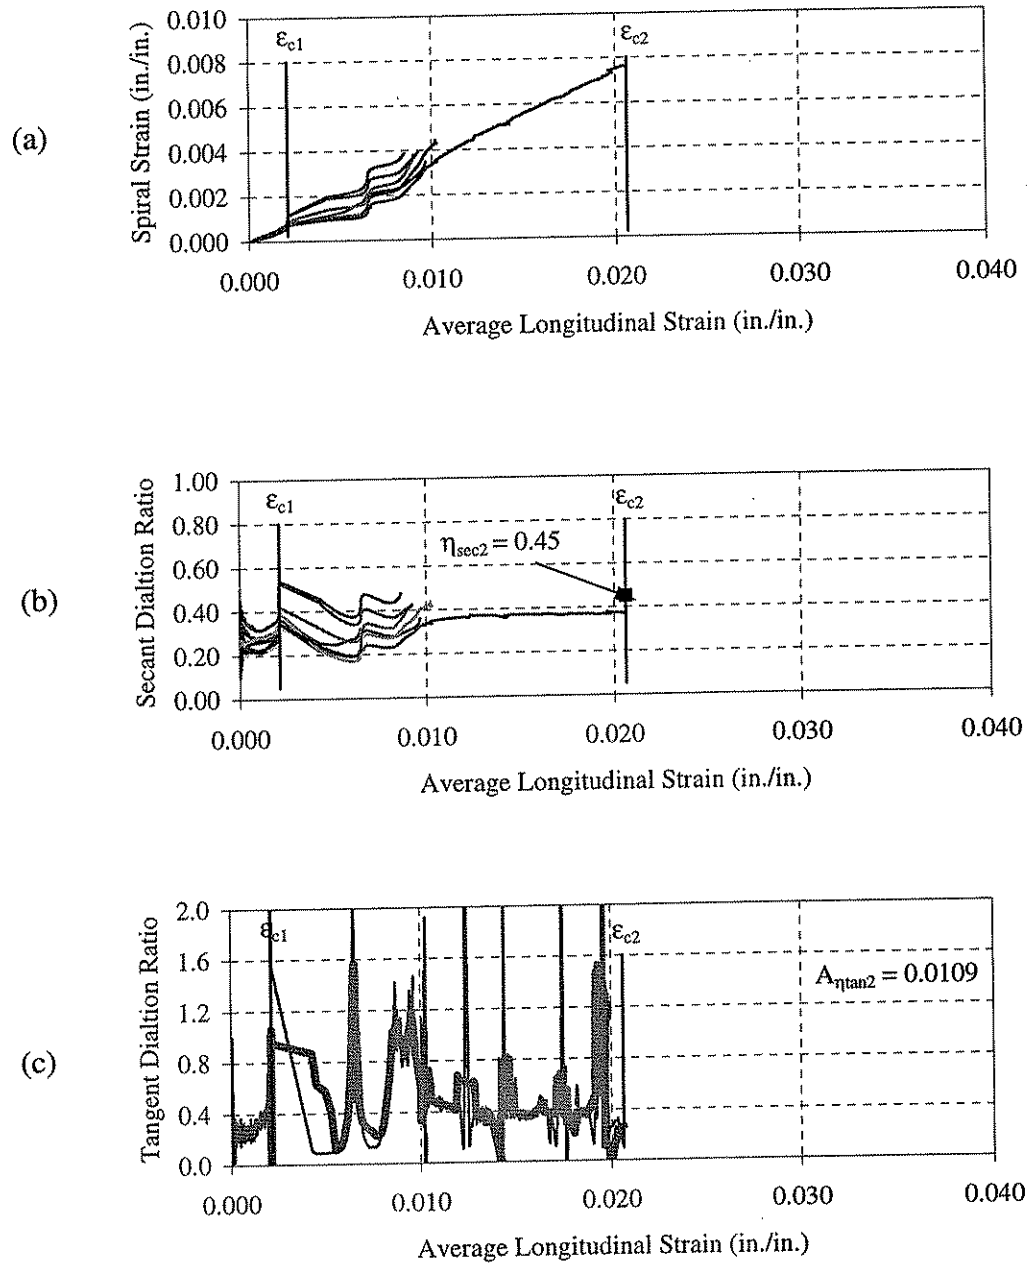 (a)
Spiral Strain (in./in.)
0.010
0.008
0.006
0.004
0.002
0.000
εc1
εc2
0.000 0.010 0.020 0.030 0.040
Average Longitudinal Strain (in./in.)
(b)
Secant Dialtion Ratio
1.00
0.80
0.60
0.40
0.20
0.00
εc1
εc2
ηsec2 = 0.45
0.000 0.010 0.020 0.030 0.040
Average Longitudinal Strain (in./in.)
(c)
Tangent Dialtion Ratio
2.0
1.6
1.2
0.8
0.4
0.0
εc1
εc2
Aηtan2 = 0.0109
0.000 0.010 0.020 0.030 0.040
Average Longitudinal Strain (in./in.)